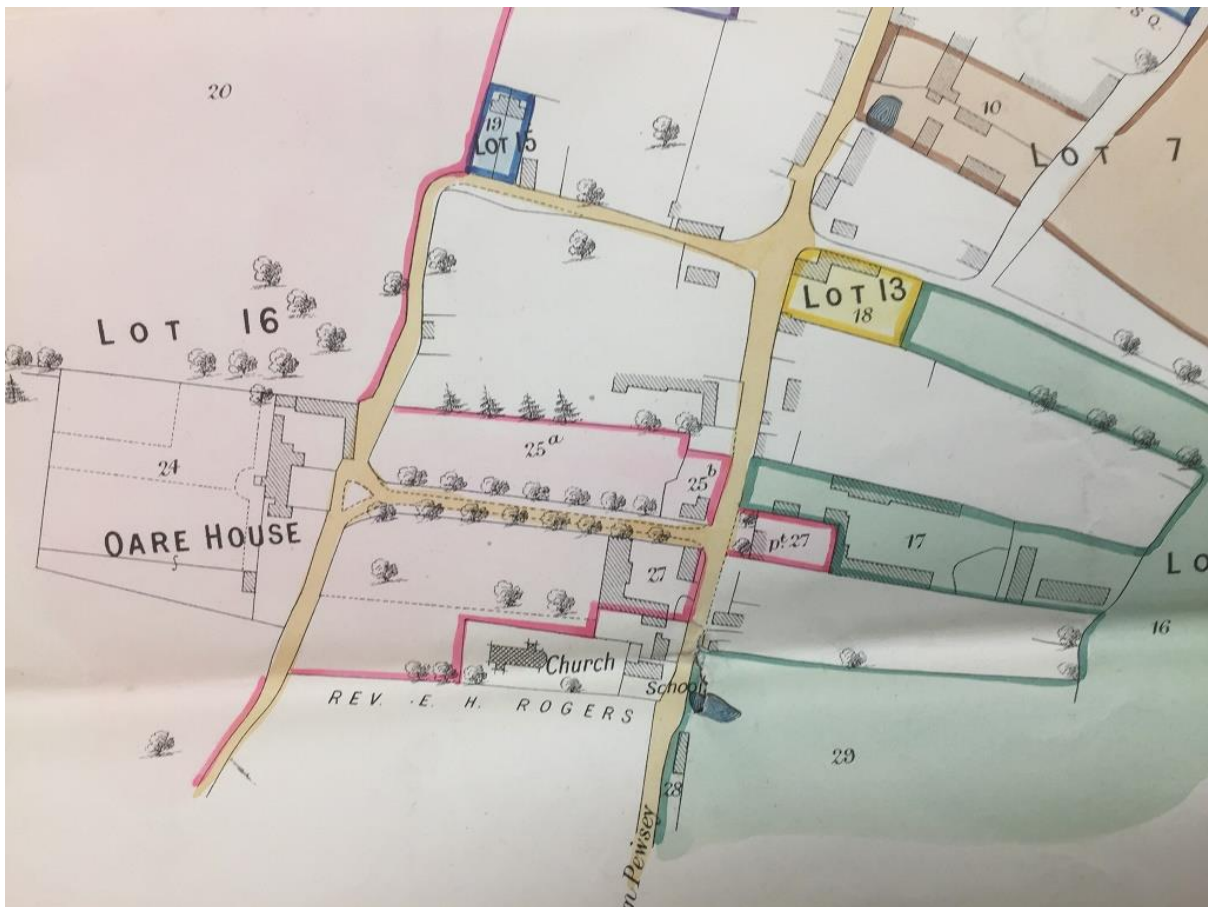 S Q.
20
10
19
LOT 15
LOT 7
LOT 16
LOT 13
18
25a
24
25b
OARE HOUSE
pt. 27
17
27
LO
16
Church
School
REV. E. H. ROGERS
29
28
Pewsey